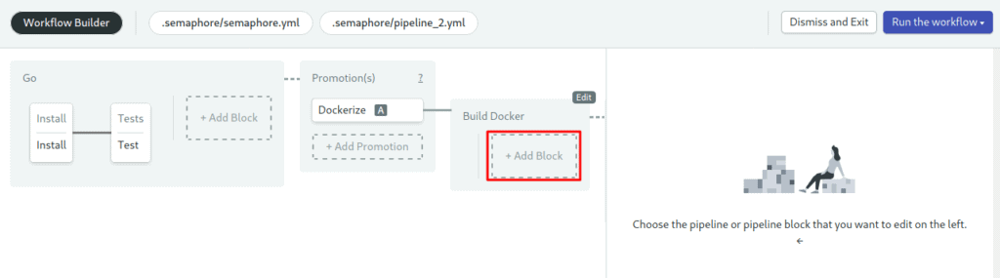 Workflow Builder
.semaphore/semaphore.yml
.semaphore/pipeline_2.yml
Dismiss and Exit
Run the workflow
Go
Install
Install
Tests
Test
+ Add Block
Promotion(s)
?
Dockerize A
+ Add Promotion
Edit
Build Docker
+ Add Block
Choose the pipeline or pipeline block that you want to edit on the left.
←